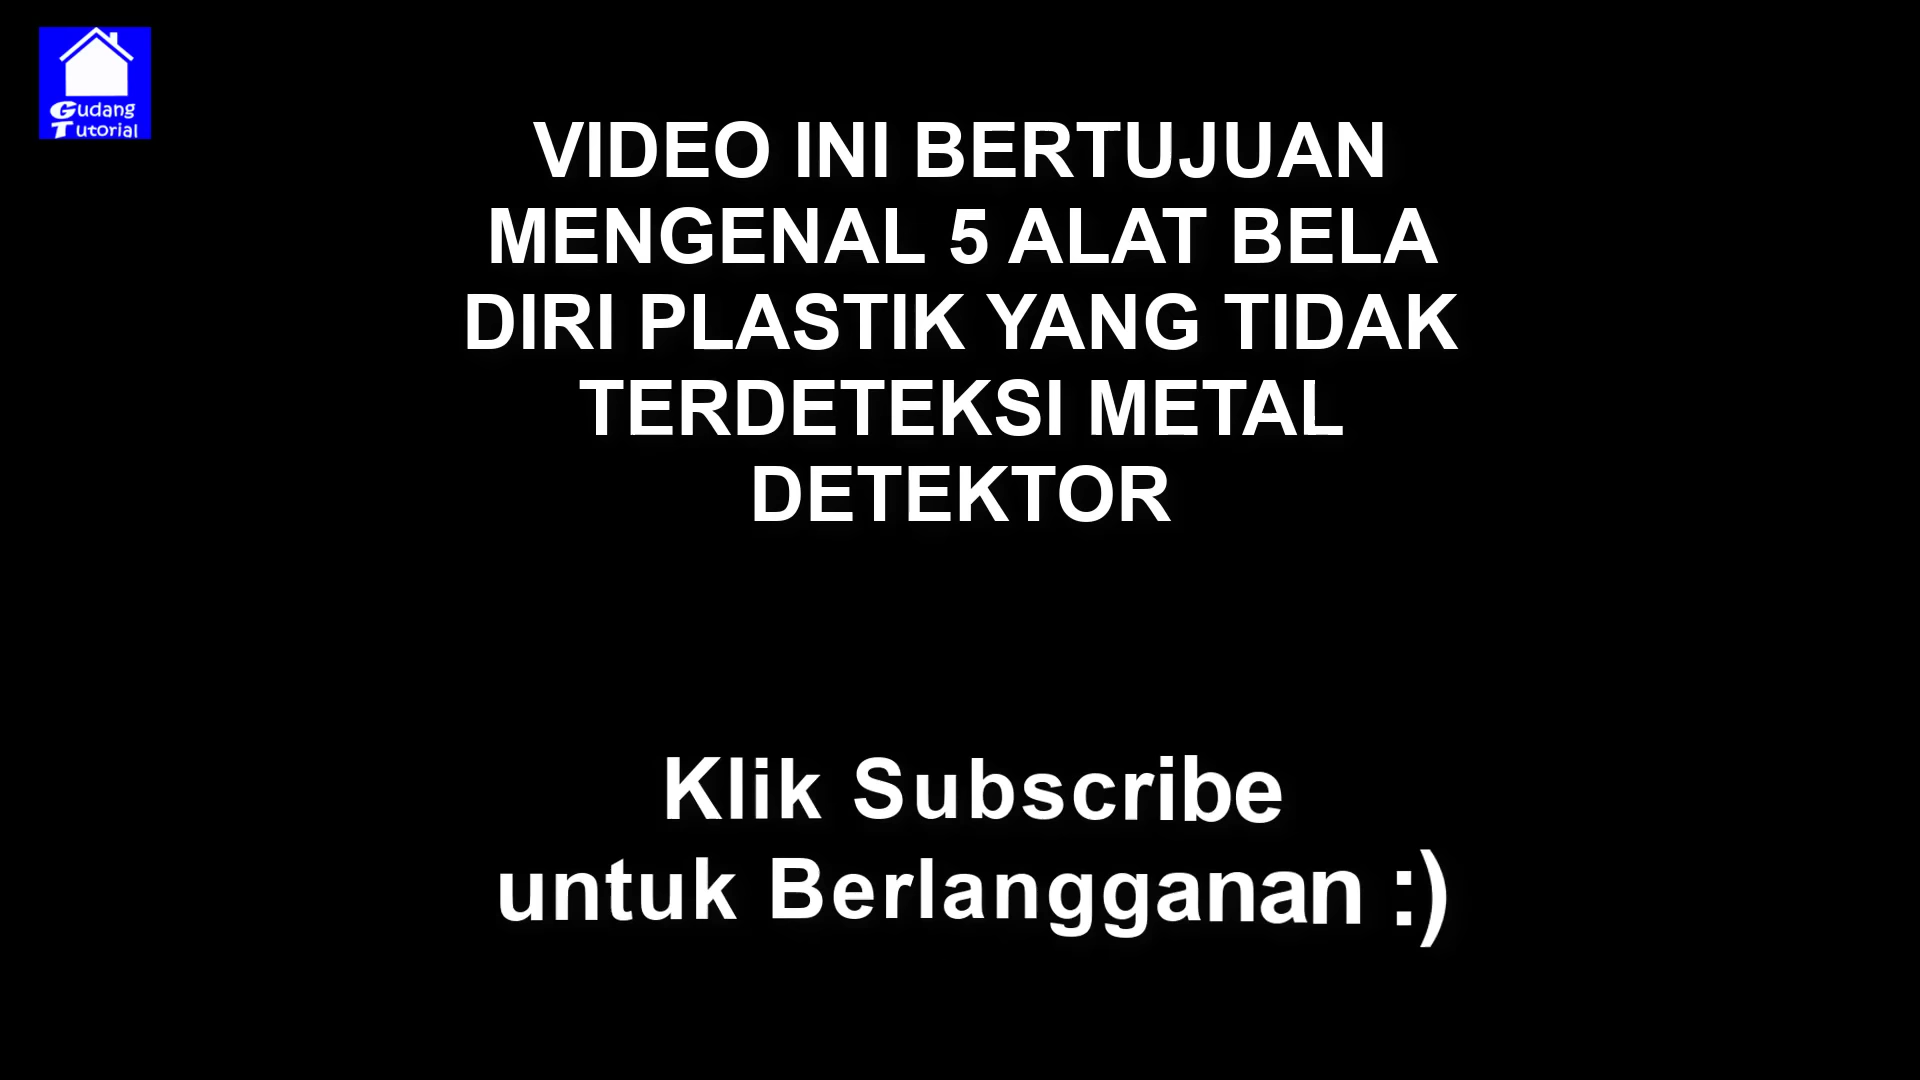 Gudang
Tutorial
VIDEO INI BERTUJUAN
MENGENAL 5 ALAT BELA
DIRI PLASTIK YANG TIDAK
TERDETEKSI METAL
DETEKTOR
Klik Subscribe
untuk Berlangganan :)